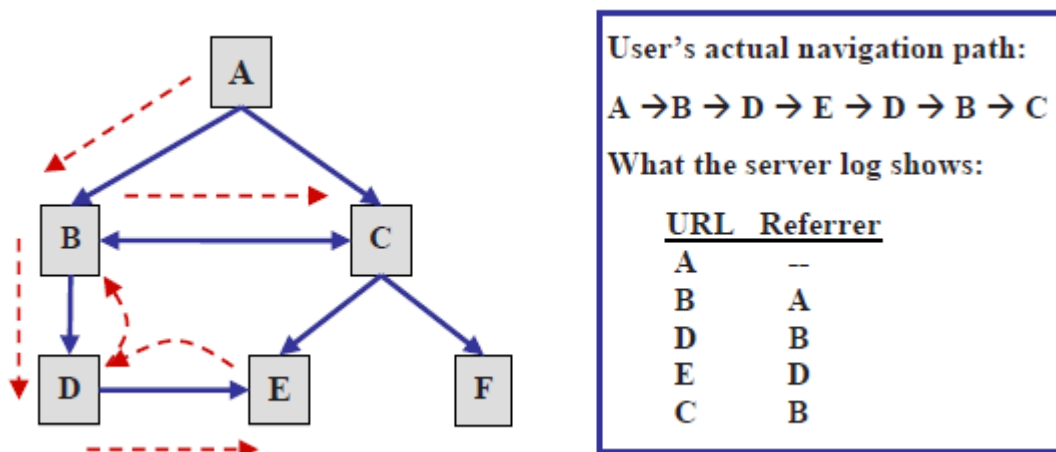 A
B
C
D
E
F
User's actual navigation path:
A →B → D → E → D → B → C
What the server log shows:
URL Referrer
A --
B A
D B
E D
C B